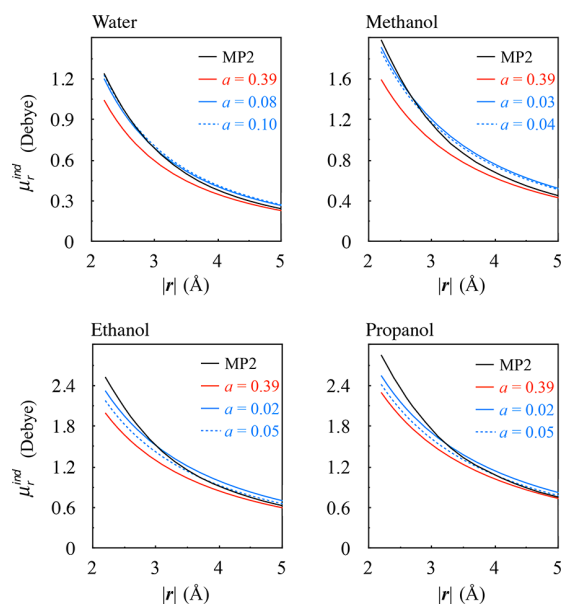 Water
MP2
a = 0.39
a = 0.08
a = 0.10
1.2
0.9
0.6
0.3
0
2 3 4 5
μᵣⁱⁿᵈ (Debye)
|r| (Å)
Methanol
MP2
a = 0.39
a = 0.03
a = 0.04
1.6
1.2
0.8
0.4
0
2 3 4 5
|r| (Å)
Ethanol
MP2
a = 0.39
a = 0.02
a = 0.05
2.4
1.8
1.2
0.6
0
2 3 4 5
μᵣⁱⁿᵈ (Debye)
|r| (Å)
Propanol
MP2
a = 0.39
a = 0.02
a = 0.05
2.4
1.8
1.2
0.6
0
2 3 4 5
|r| (Å)